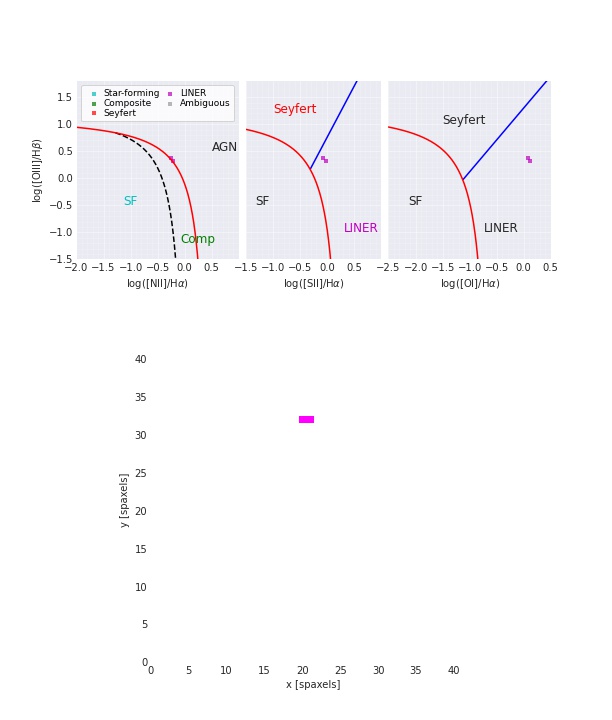 Star-forming
Composite
Seyfert
LINER
Ambiguous
AGN
SF
Comp
log([OIII]/Hβ)
1.5
1.0
0.5
0.0
−0.5
−1.0
−1.5
−2.0 −1.5 −1.0 −0.5 0.0 0.5
log([NII]/Hα)
Seyfert
SF
LINER
−1.5 −1.0 −0.5 0.0 0.5
log([SII]/Hα)
Seyfert
SF
LINER
−2.5 −2.0 −1.5 −1.0 −0.5 0.0 0.5
log([OI]/Hα)
40
35
30
25
20
15
10
5
0
y [spaxels]
0 5 10 15 20 25 30 35 40
x [spaxels]